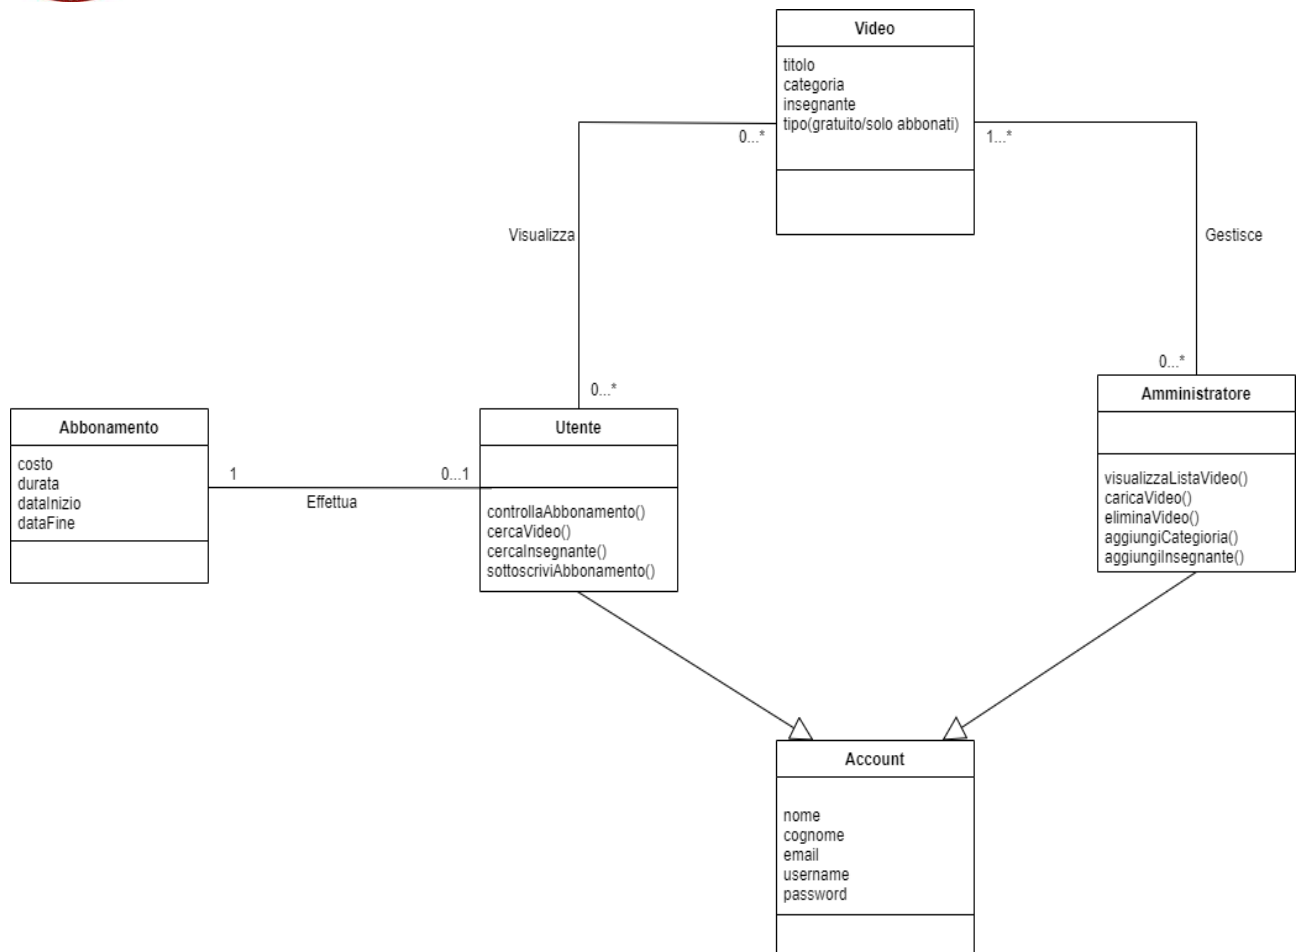 Video
titolo
categoria
insegnante
tipo(gratuito/solo abbonati)
0...*
1...*
Visualizza
Gestisce
0...*
0...*
Abbonamento
costo
durata
dataInizio
dataFine
1
0...1
Effettua
Utente
controllaAbbonamento()
cercaVideo()
cercaInsegnante()
sottoscriviAbbonamento()
Amministratore
visualizzaListaVideo()
caricaVideo()
eliminaVideo()
aggiungiCategioria()
aggiungiInsegnante()
Account
nome
cognome
email
username
password